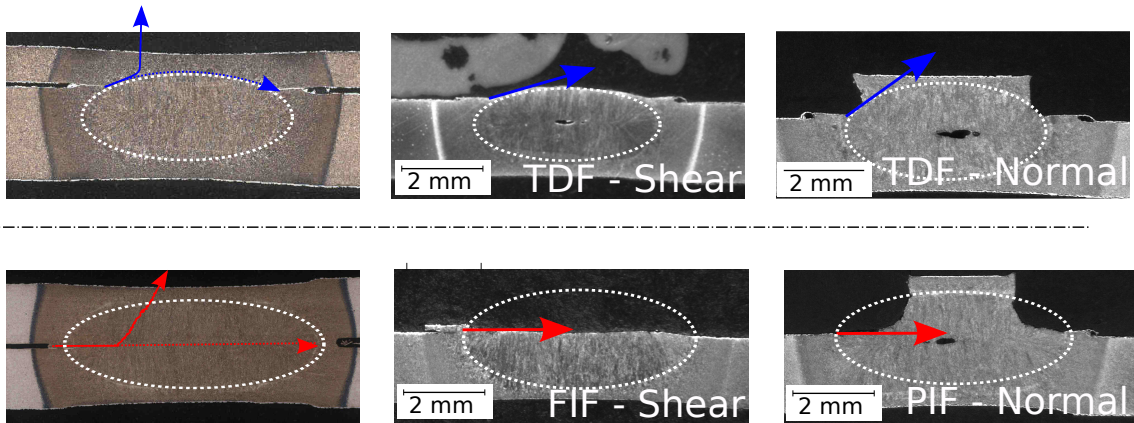 2 mm
TDF - Shear
2 mm
TDF - Normal
2 mm
FIF - Shear
2 mm
PIF - Normal